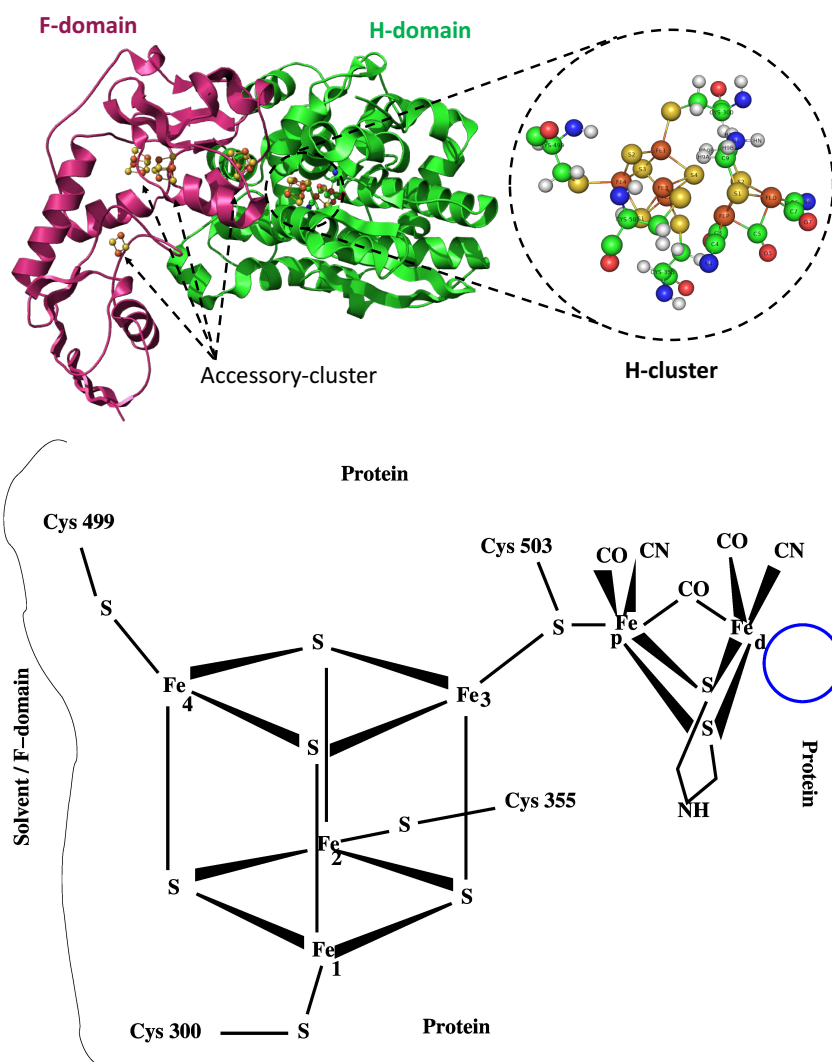 F-domain
H-domain
Accessory-cluster
H-cluster
Protein
Cys 499
Cys 503
CO
CN
CO
CN
CO
S
S
S
Fe
p
Fe
d
Fe
4
Fe
3
S
S
S
NH
Solvent / F-domain
Protein
Cys 355
S
Fe
2
S
S
Fe
1
Cys 300
S
Protein